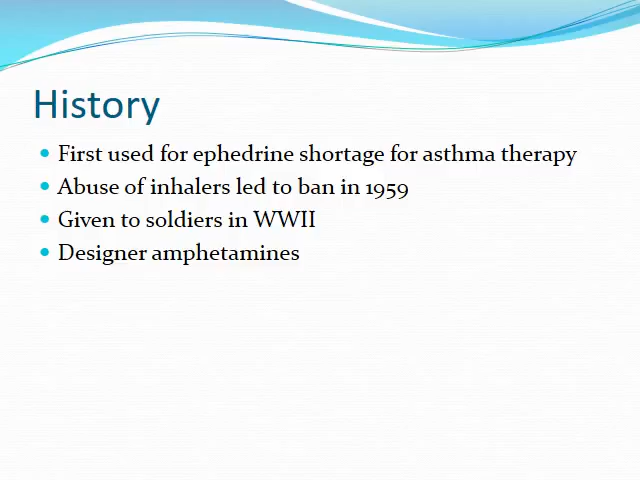 History
First used for ephedrine shortage for asthma therapy
Abuse of inhalers led to ban in 1959
Given to soldiers in WWII
Designer amphetamines